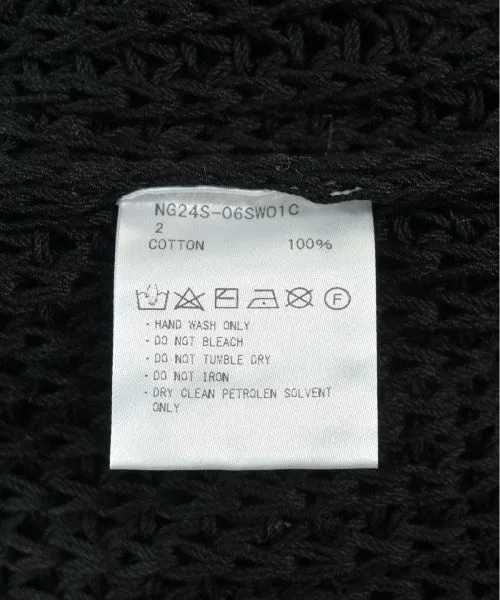 NG24S-06SW01C
2
COTTON 100%
F
- HAND WASH ONLY
- DO NOT BLEACH
- DO NOT TUMBLE DRY
- DO NOT IRON
- DRY CLEAN PETROLEN SOLVENT
ONLY